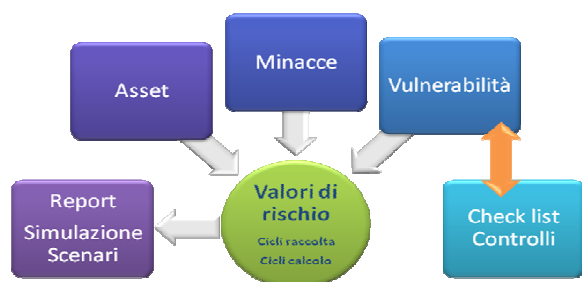 Asset
Minacce
Vulnerabilità
Valori di
rischio
Cicli raccolta
Cicli calcolo
Report
Simulazione
Scenari
Check list
Controlli